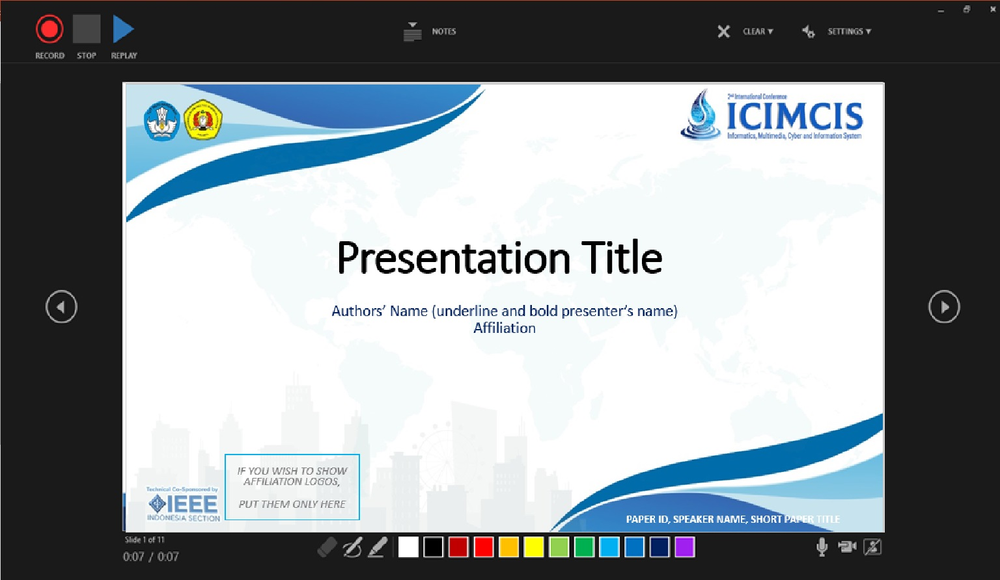 RECORD
STOP
REPLAY
NOTES
CLEAR
SETTINGS
2nd International Conference
ICIMCIS
Informatics, Multimedia, Cyber and Information System
Presentation Title
Authors’ Name (underline and bold presenter’s name)
Affiliation
IF YOU WISH TO SHOW
AFFILIATION LOGOS,
PUT THEM ONLY HERE
Technical Co-Sponsored by
IEEE
INDONESIA SECTION
PAPER ID, SPEAKER NAME, SHORT PAPER TITLE
Slide 1 of 11
0:07 / 0:07